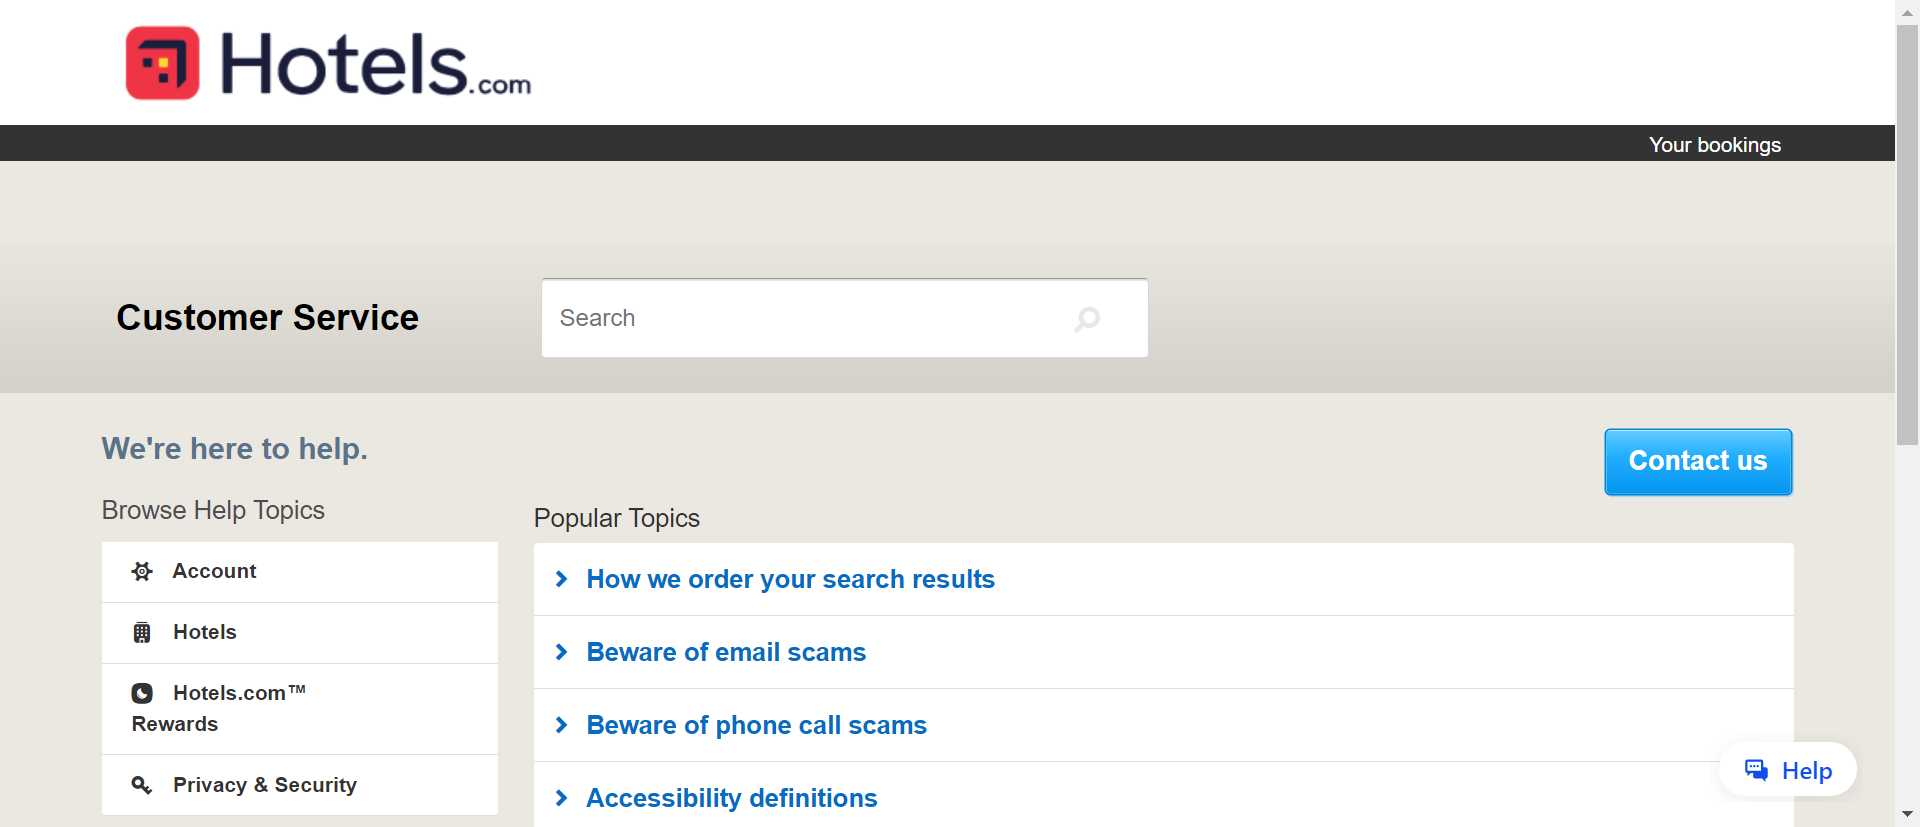 Hotels.com
Your bookings
Customer Service
Search
We're here to help.
Contact us
Browse Help Topics
Account
Hotels
Hotels.com™
Rewards
Privacy & Security
Popular Topics
How we order your search results
Beware of email scams
Beware of phone call scams
Accessibility definitions
Help